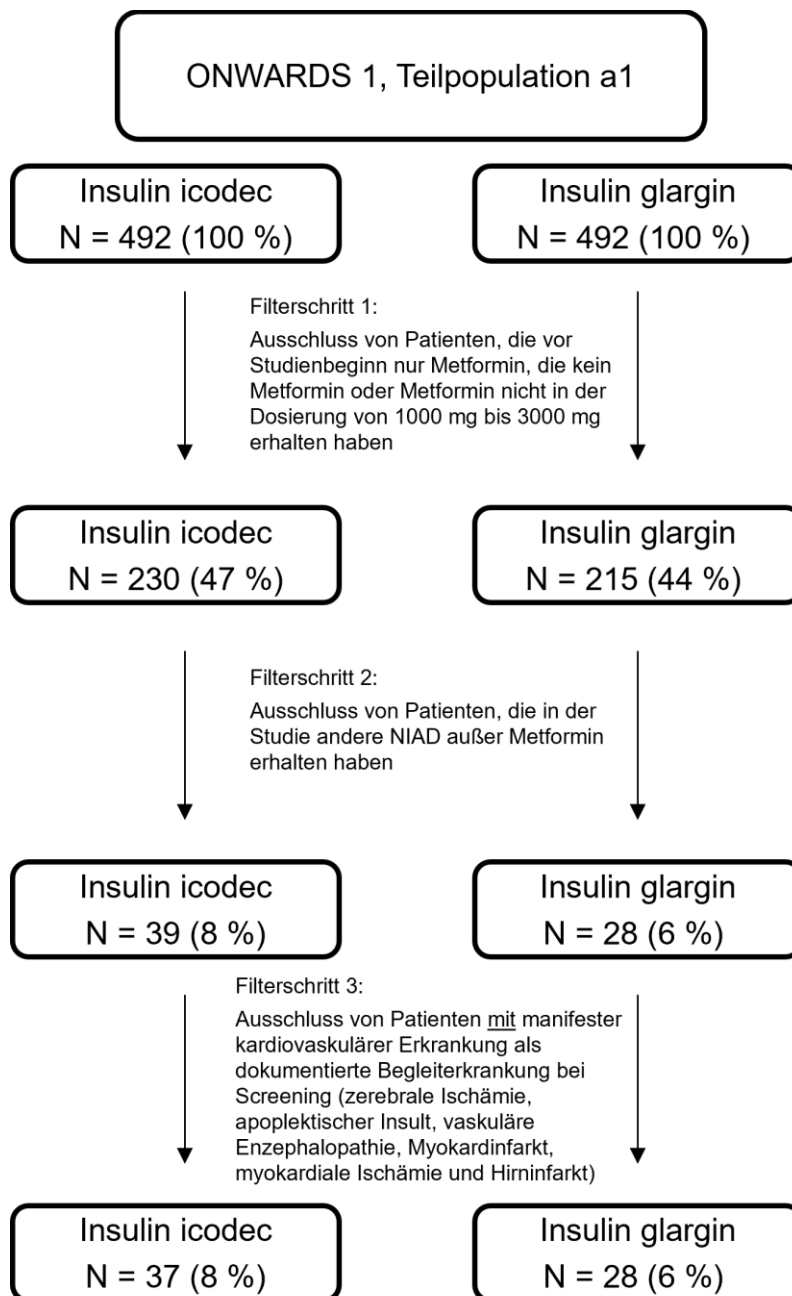 ONWARDS 1, Teilpopulation a1
Insulin icodec
N = 492 (100 %)
Insulin glargin
N = 492 (100 %)
Filterschritt 1:
Ausschluss von Patienten, die vor
Studienbeginn nur Metformin, die kein
Metformin oder Metformin nicht in der
Dosierung von 1000 mg bis 3000 mg
erhalten haben
Insulin icodec
N = 230 (47 %)
Insulin glargin
N = 215 (44 %)
Filterschritt 2:
Ausschluss von Patienten, die in der
Studie andere NIAD außer Metformin
erhalten haben
Insulin icodec
N = 39 (8 %)
Insulin glargin
N = 28 (6 %)
Filterschritt 3:
Ausschluss von Patienten mit manifester
kardiovaskulärer Erkrankung als
dokumentierte Begleiterkrankung bei
Screening (zerebrale Ischämie,
apoplektischer Insult, vaskuläre
Enzephalopathie, Myokardinfarkt,
myokardiale Ischämie und Hirninfarkt)
Insulin icodec
N = 37 (8 %)
Insulin glargin
N = 28 (6 %)